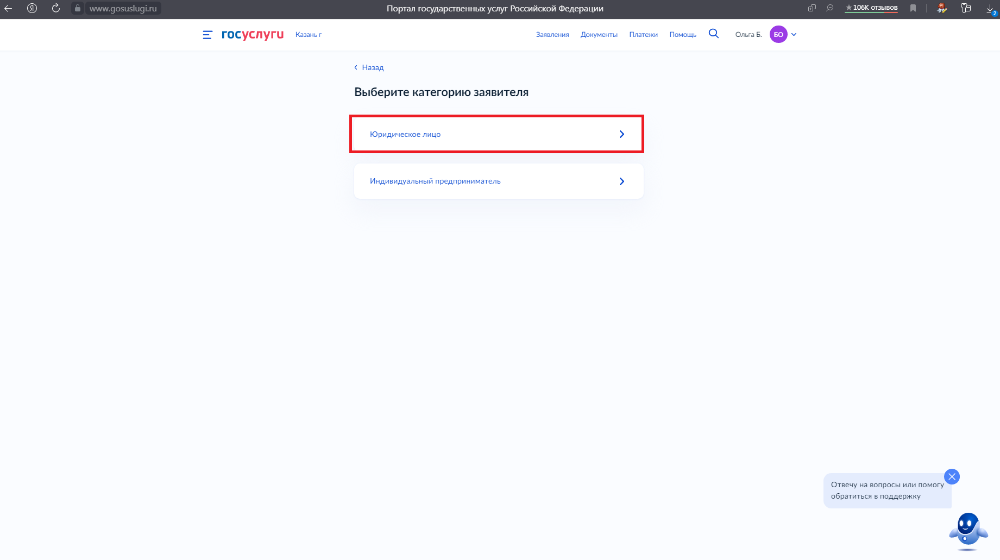 www.gosuslugi.ru
Портал государственных услуг Российской Федерации
★ 106K отзывов
2
госуслуги
Казань г
Заявления
Документы
Платежи
Помощь
Ольга Б.
БО
Назад
Выберите категорию заявителя
Юридическое лицо
Индивидуальный предприниматель
Отвечу на вопросы или помогу
обратиться в поддержку